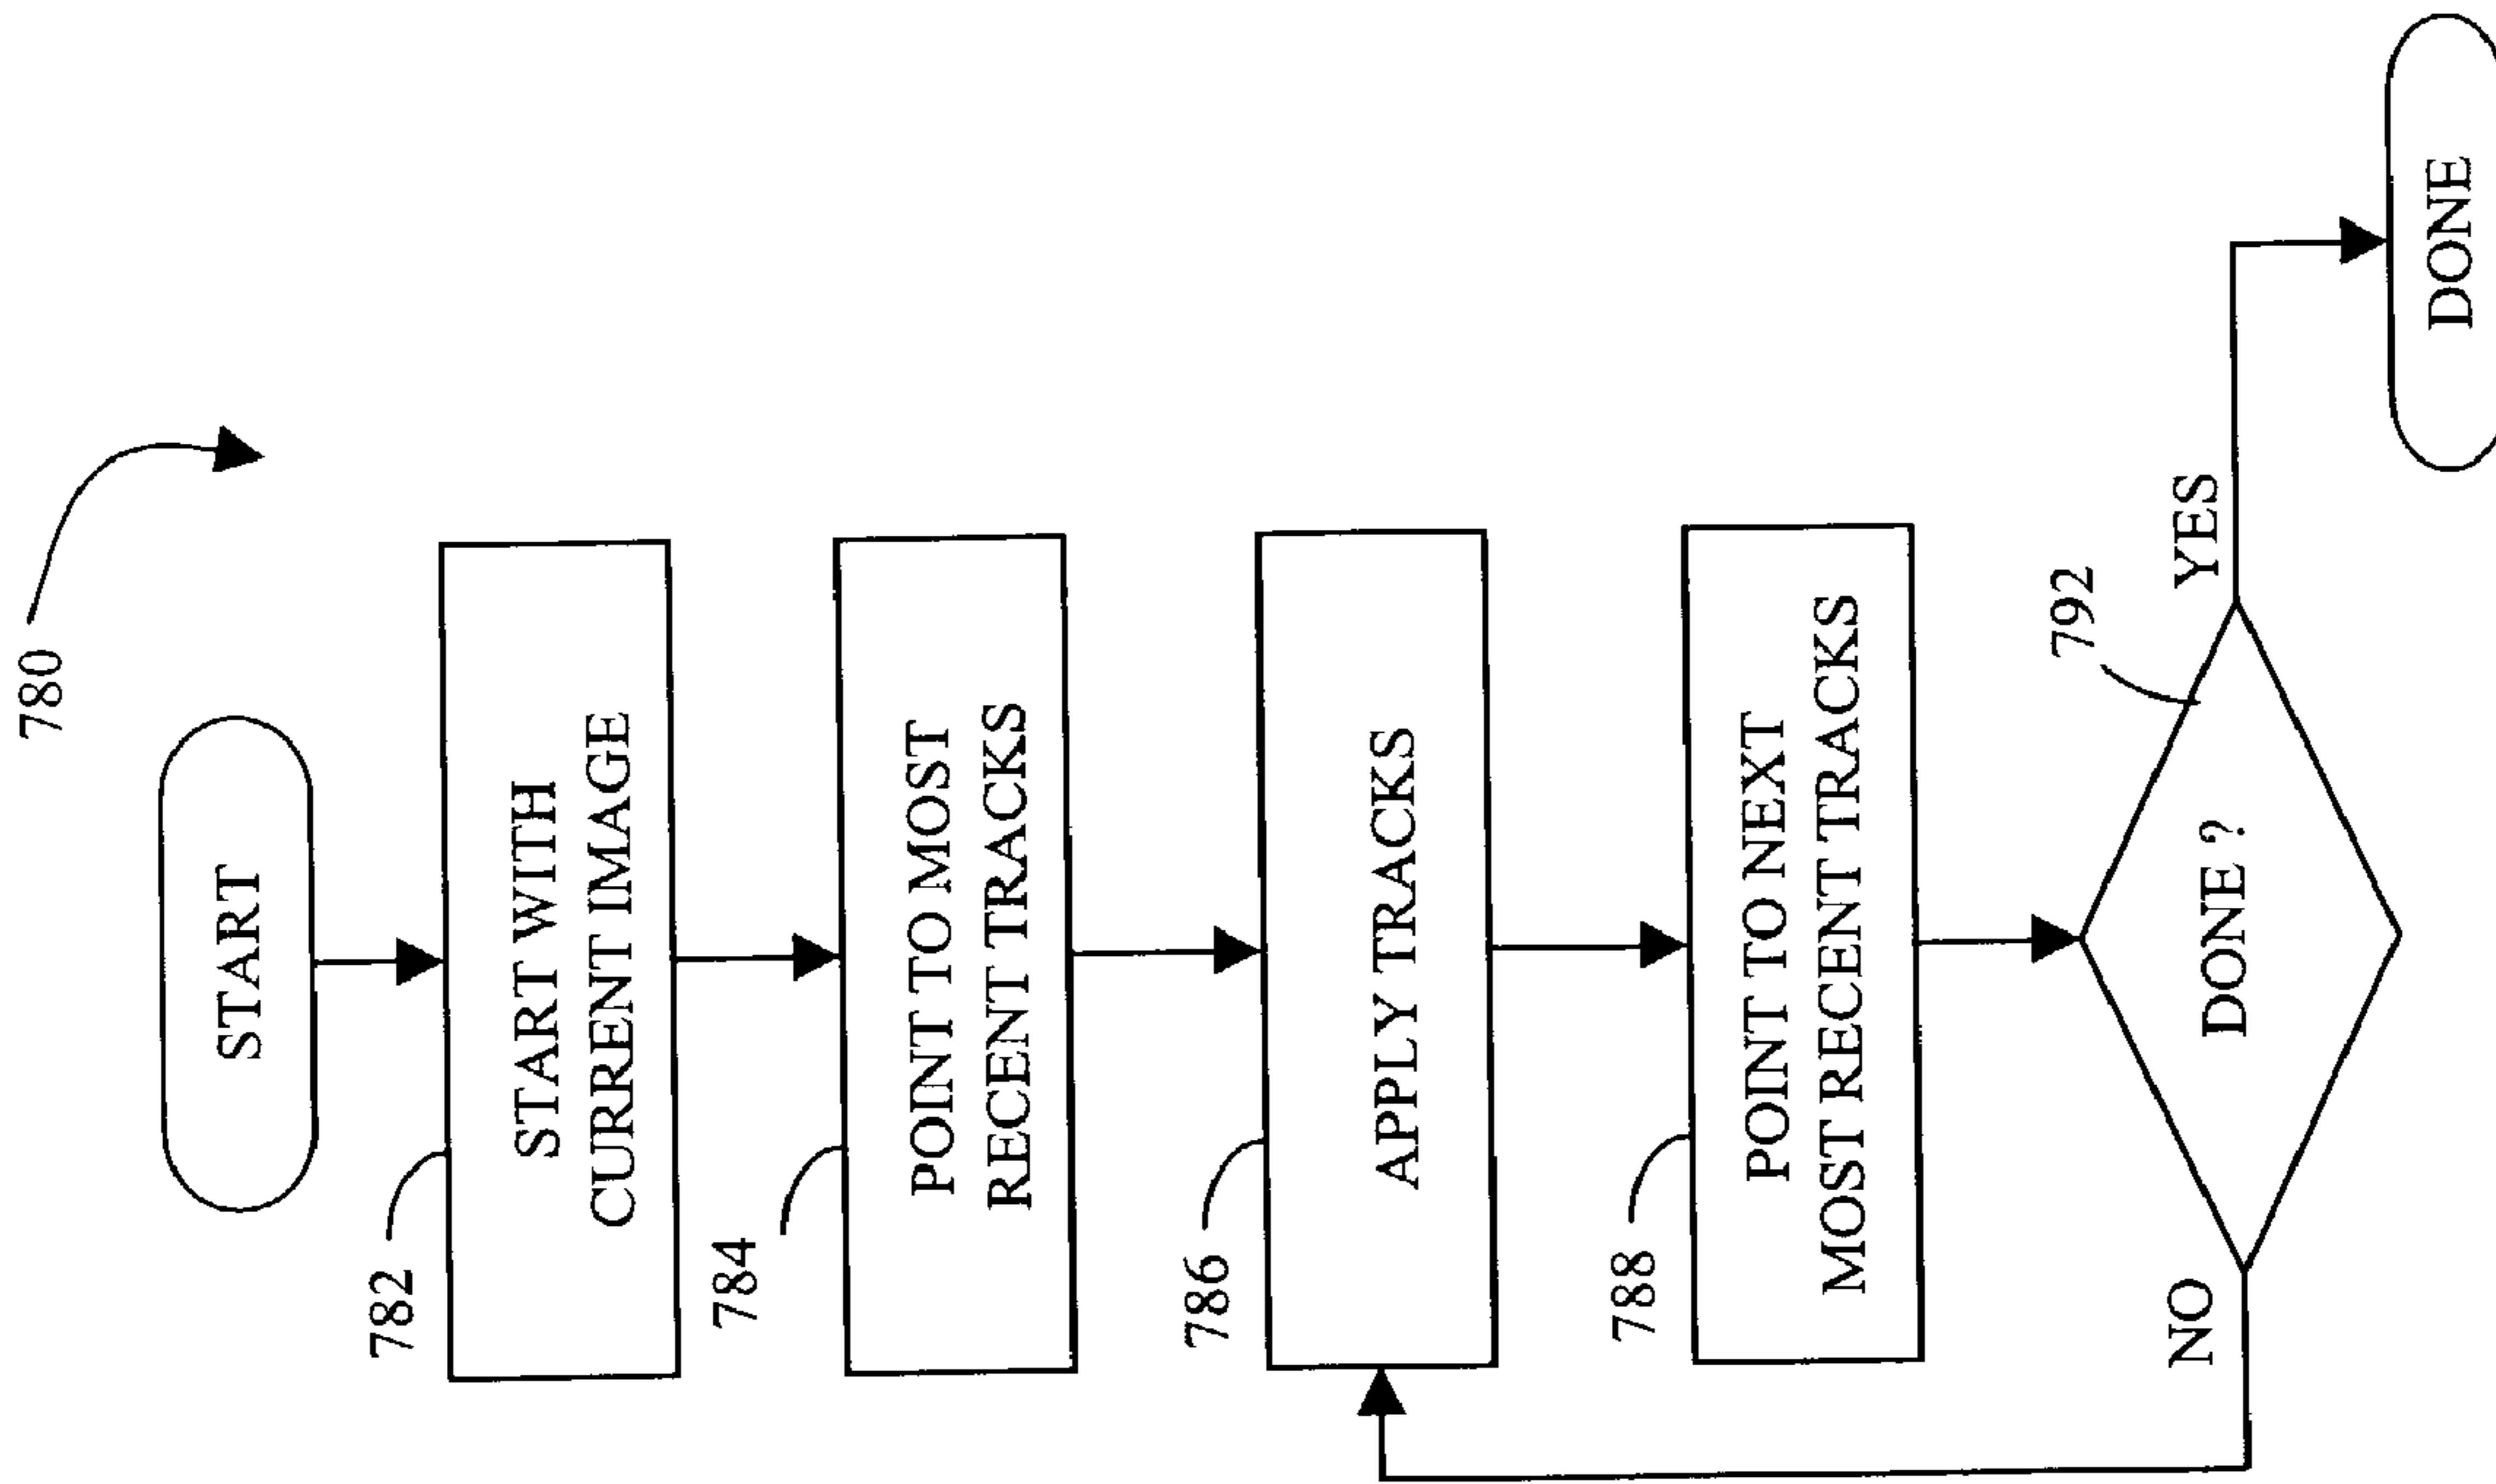 780
START
782
START WITH
CURRENT IMAGE
784
POINT TO MOST
RECENT TRACKS
786
APPLY TRACKS
788
POINT TO NEXT
MOST RECENT TRACKS
792
DONE ?
NO
YES
DONE